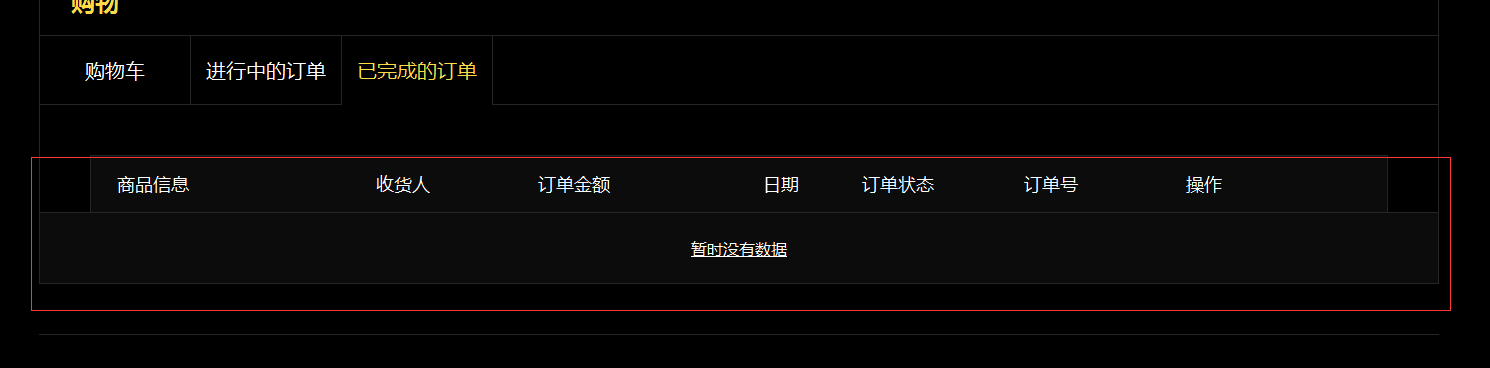 购物
购物车 进行中的订单 已完成的订单
商品信息 收货人 订单金额 日期 订单状态 订单号 操作
暂时没有数据